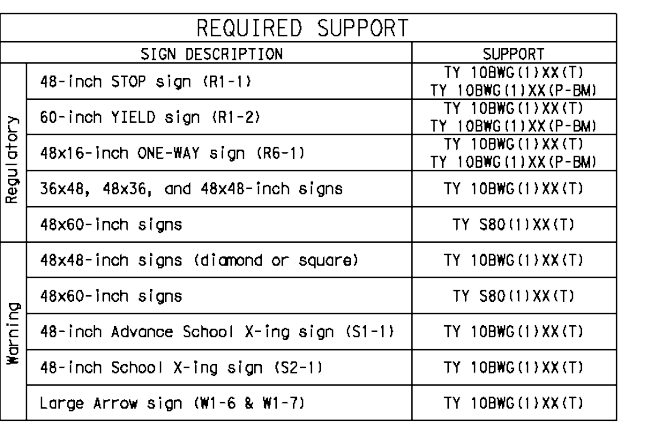 REQUIRED SUPPORT
SIGN DESCRIPTION SUPPORT
Regulatory
48-inch STOP sign (R1-1) TY 10BWG(1)XX(T)
TY 10BWG(1)XX(P-BM)
60-inch YIELD sign (R1-2) TY 10BWG(1)XX(T)
TY 10BWG(1)XX(P-BM)
48x16-inch ONE-WAY sign (R6-1) TY 10BWG(1)XX(T)
TY 10BWG(1)XX(P-BM)
36x48, 48x36, and 48x48-inch signs TY 10BWG(1)XX(T)
48x60-inch signs TY S80(1)XX(T)
Warning
48x48-inch signs (diamond or square) TY 10BWG(1)XX(T)
48x60-inch signs TY S80(1)XX(T)
48-inch Advance School X-ing sign (S1-1) TY 10BWG(1)XX(T)
48-inch School X-ing sign (S2-1) TY 10BWG(1)XX(T)
Large Arrow sign (W1-6 & W1-7) TY 10BWG(1)XX(T)